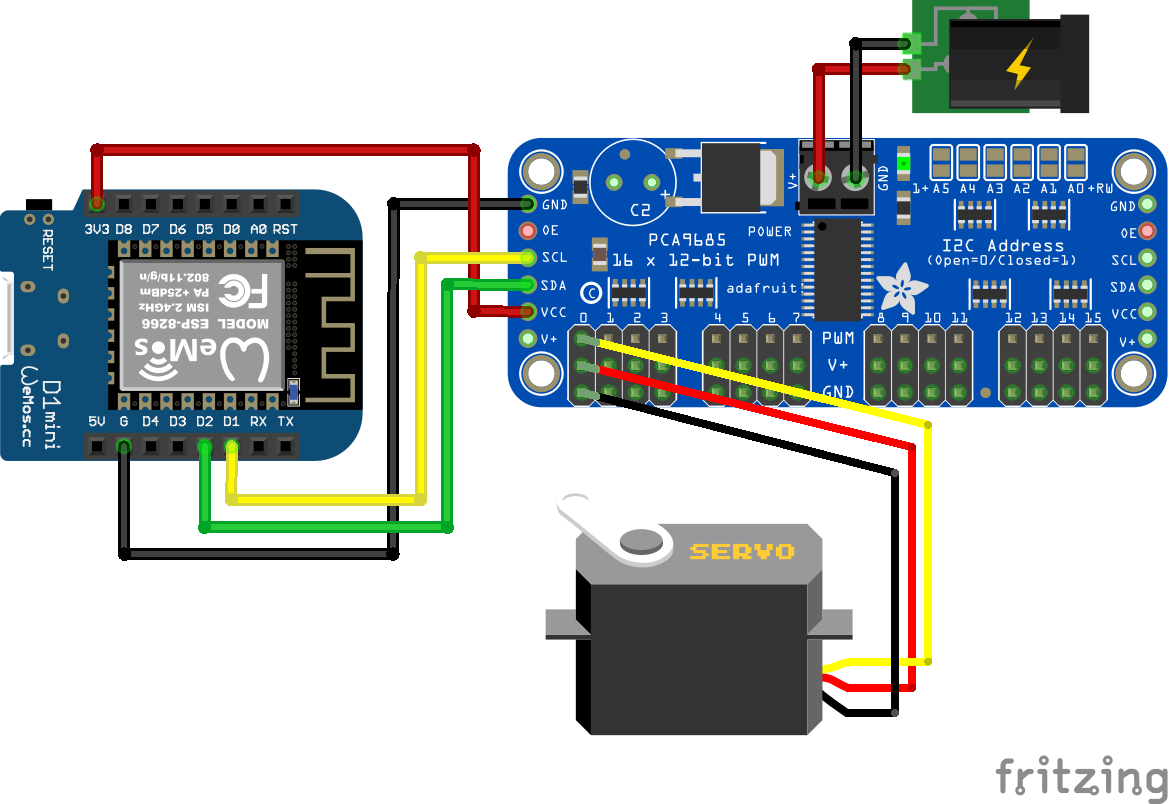 V+
GND
1+ A5 A4 A3 A2 A1 A0 +RW
GND
OE
SCL
SDA
VCC
V+
C2
+
PCA9685
16 x 12-bit PWM
POWER
adafruit!
C
I2C Address
(Open=0/Closed=1)
GND
OE
SCL
SDA
VCC
V+
0 1 2 3 4 5 6 7 8 9 10 11 12 13 14 15
PWM
V+
GND
3V3 D8 D7 D6 D5 D0 A0 RST
RESET
MODEL ESP-8266
ISM 2.4GHz
PA +25dBm
802.11b/g/n
FC
WeMos
D1 mini
WeMos.cc
5V G D4 D3 D2 D1 RX TX
SERVO
fritzing